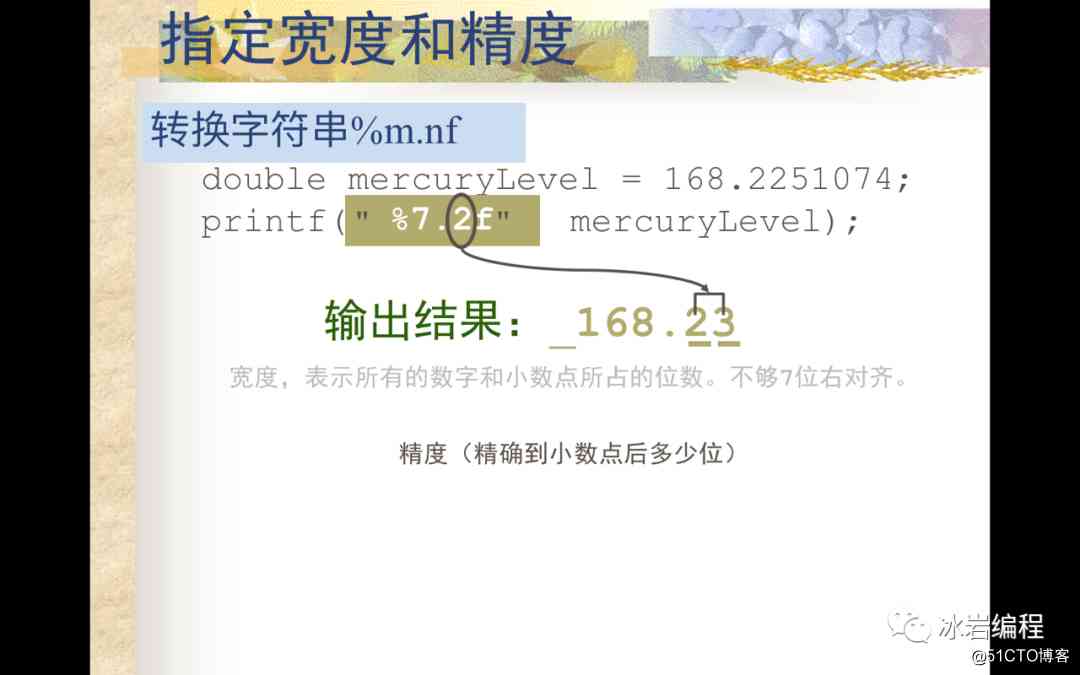 指定宽度和精度
转换字符串%m.nf
double mercuryLevel = 168.2251074;
printf(" %7.2f" mercuryLevel);
输出结果：_168.23
宽度，表示所有的数字和小数点所占的位数。不够7位右对齐。
精度（精确到小数点后多少位）
冰岩编程
@51CTO博客